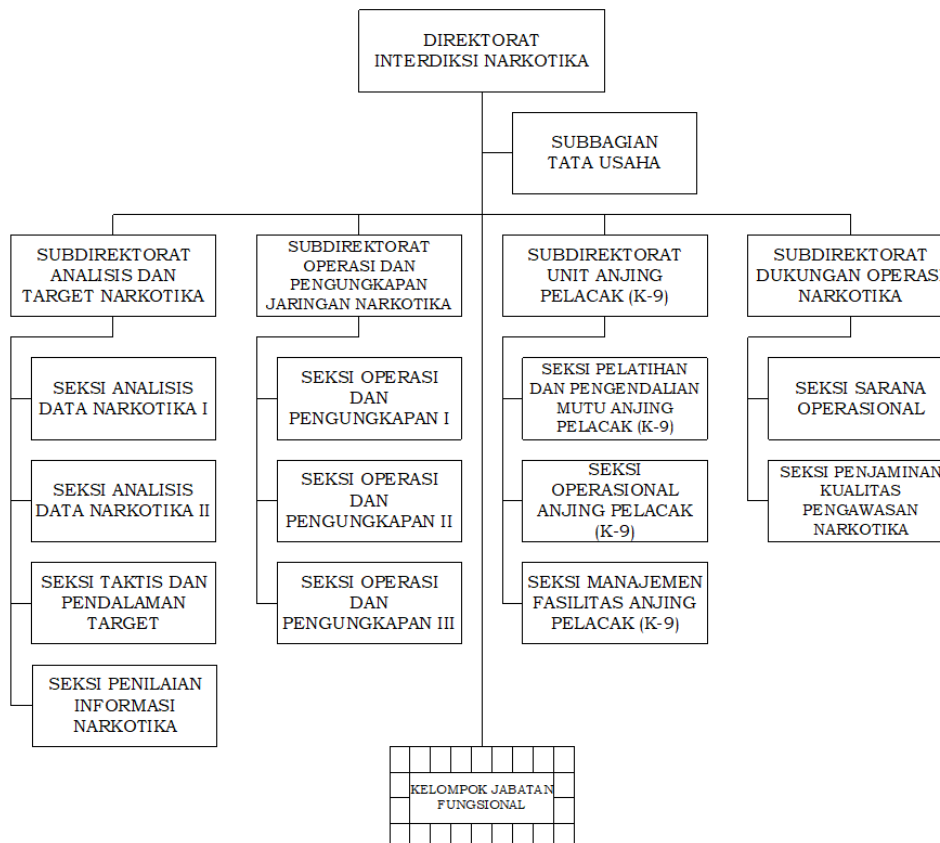 DIREKTORAT
INTERDIKSI NARKOTIKA
SUBBAGIAN
TATA USAHA
SUBDIREKTORAT
ANALISIS DAN
TARGET NARKOTIKA
SUBDIREKTORAT
OPERASI DAN
PENGUNGKAPAN
JARINGAN NARKOTIKA
SUBDIREKTORAT
UNIT ANJING
PELACAK (K-9)
SUBDIREKTORAT
DUKUNGAN OPERASI
NARKOTIKA
SEKSI ANALISIS
DATA NARKOTIKA I
SEKSI ANALISIS
DATA NARKOTIKA II
SEKSI TAKTIS DAN
PENDALAMAN
TARGET
SEKSI PENILAIAN
INFORMASI
NARKOTIKA
SEKSI OPERASI
DAN
PENGUNGKAPAN I
SEKSI OPERASI
DAN
PENGUNGKAPAN II
SEKSI OPERASI
DAN
PENGUNGKAPAN III
SEKSI PELATIHAN
DAN PENGENDALIAN
MUTU ANJING
PELACAK (K-9)
SEKSI
OPERASIONAL
ANJING PELACAK
(K-9)
SEKSI MANAJEMEN
FASILITAS ANJING
PELACAK (K-9)
SEKSI SARANA
OPERASIONAL
SEKSI PENJAMINAN
KUALITAS
PENGAWASAN
NARKOTIKA
KELOMPOK JABATAN
FUNGSIONAL